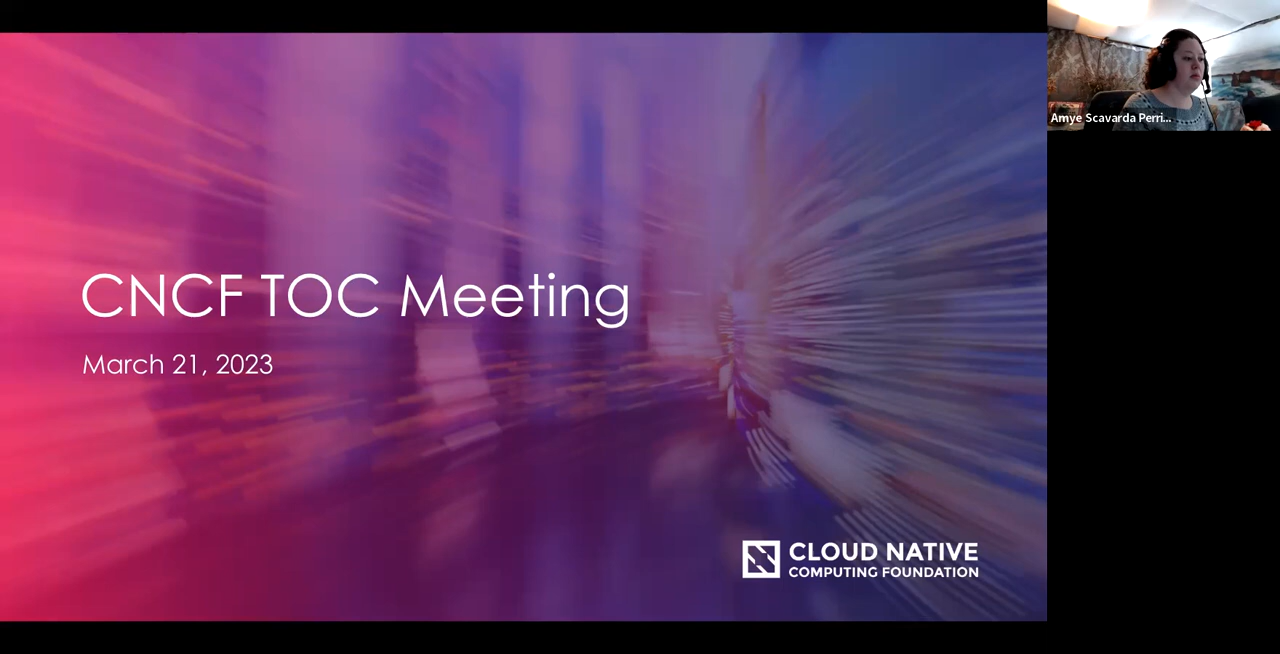 CNCF TOC Meeting
March 21, 2023
CLOUD NATIVE
COMPUTING FOUNDATION
Amye Scavarda Perri...